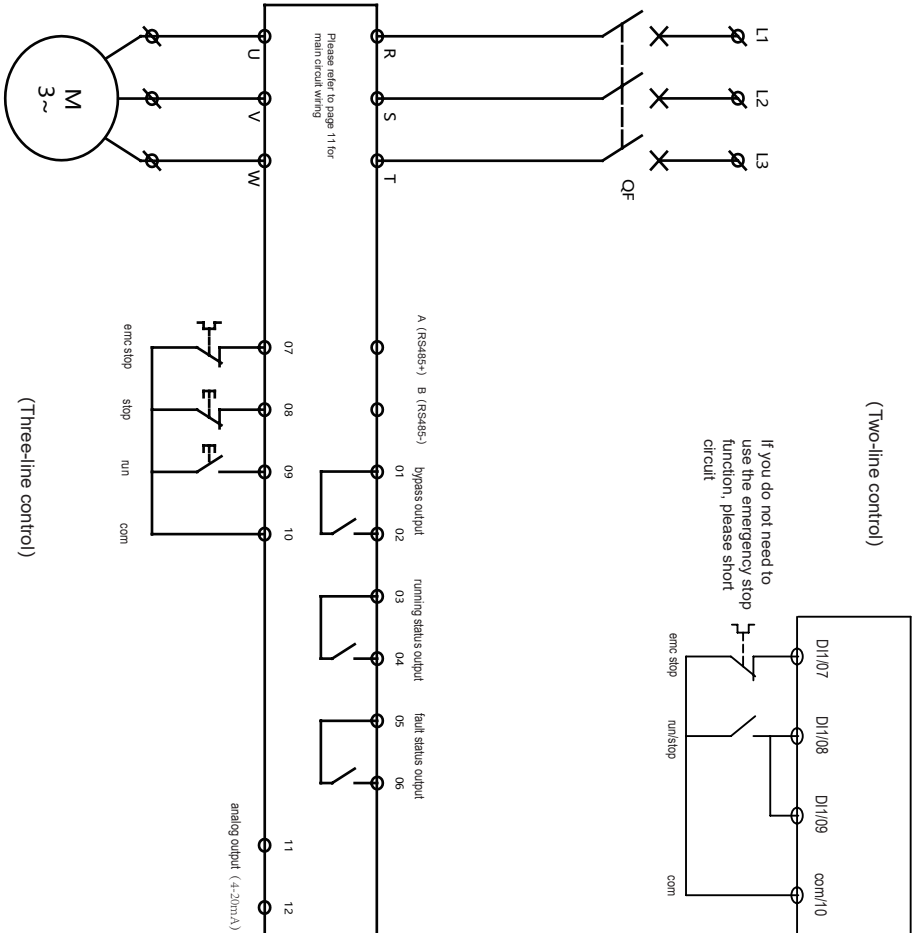 L1
L2
L3
QF
R
S
T
Please refer to page 11for
main circuit wiring
U
V
W
M
3~
A (RS485+)
B (RS485-)
01
bypass output
02
03
running status output
04
05
fault status output
06
07
08
09
10
11
12
emc stop
stop
run
com
analog output ( 4-20mA)
(Three-line control)
(Two-line control)
If you do not need to
use the emergency stop
function, please short
circuit
DI1/07
DI1/08
DI1/09
com/10
emc stop
run/stop
com